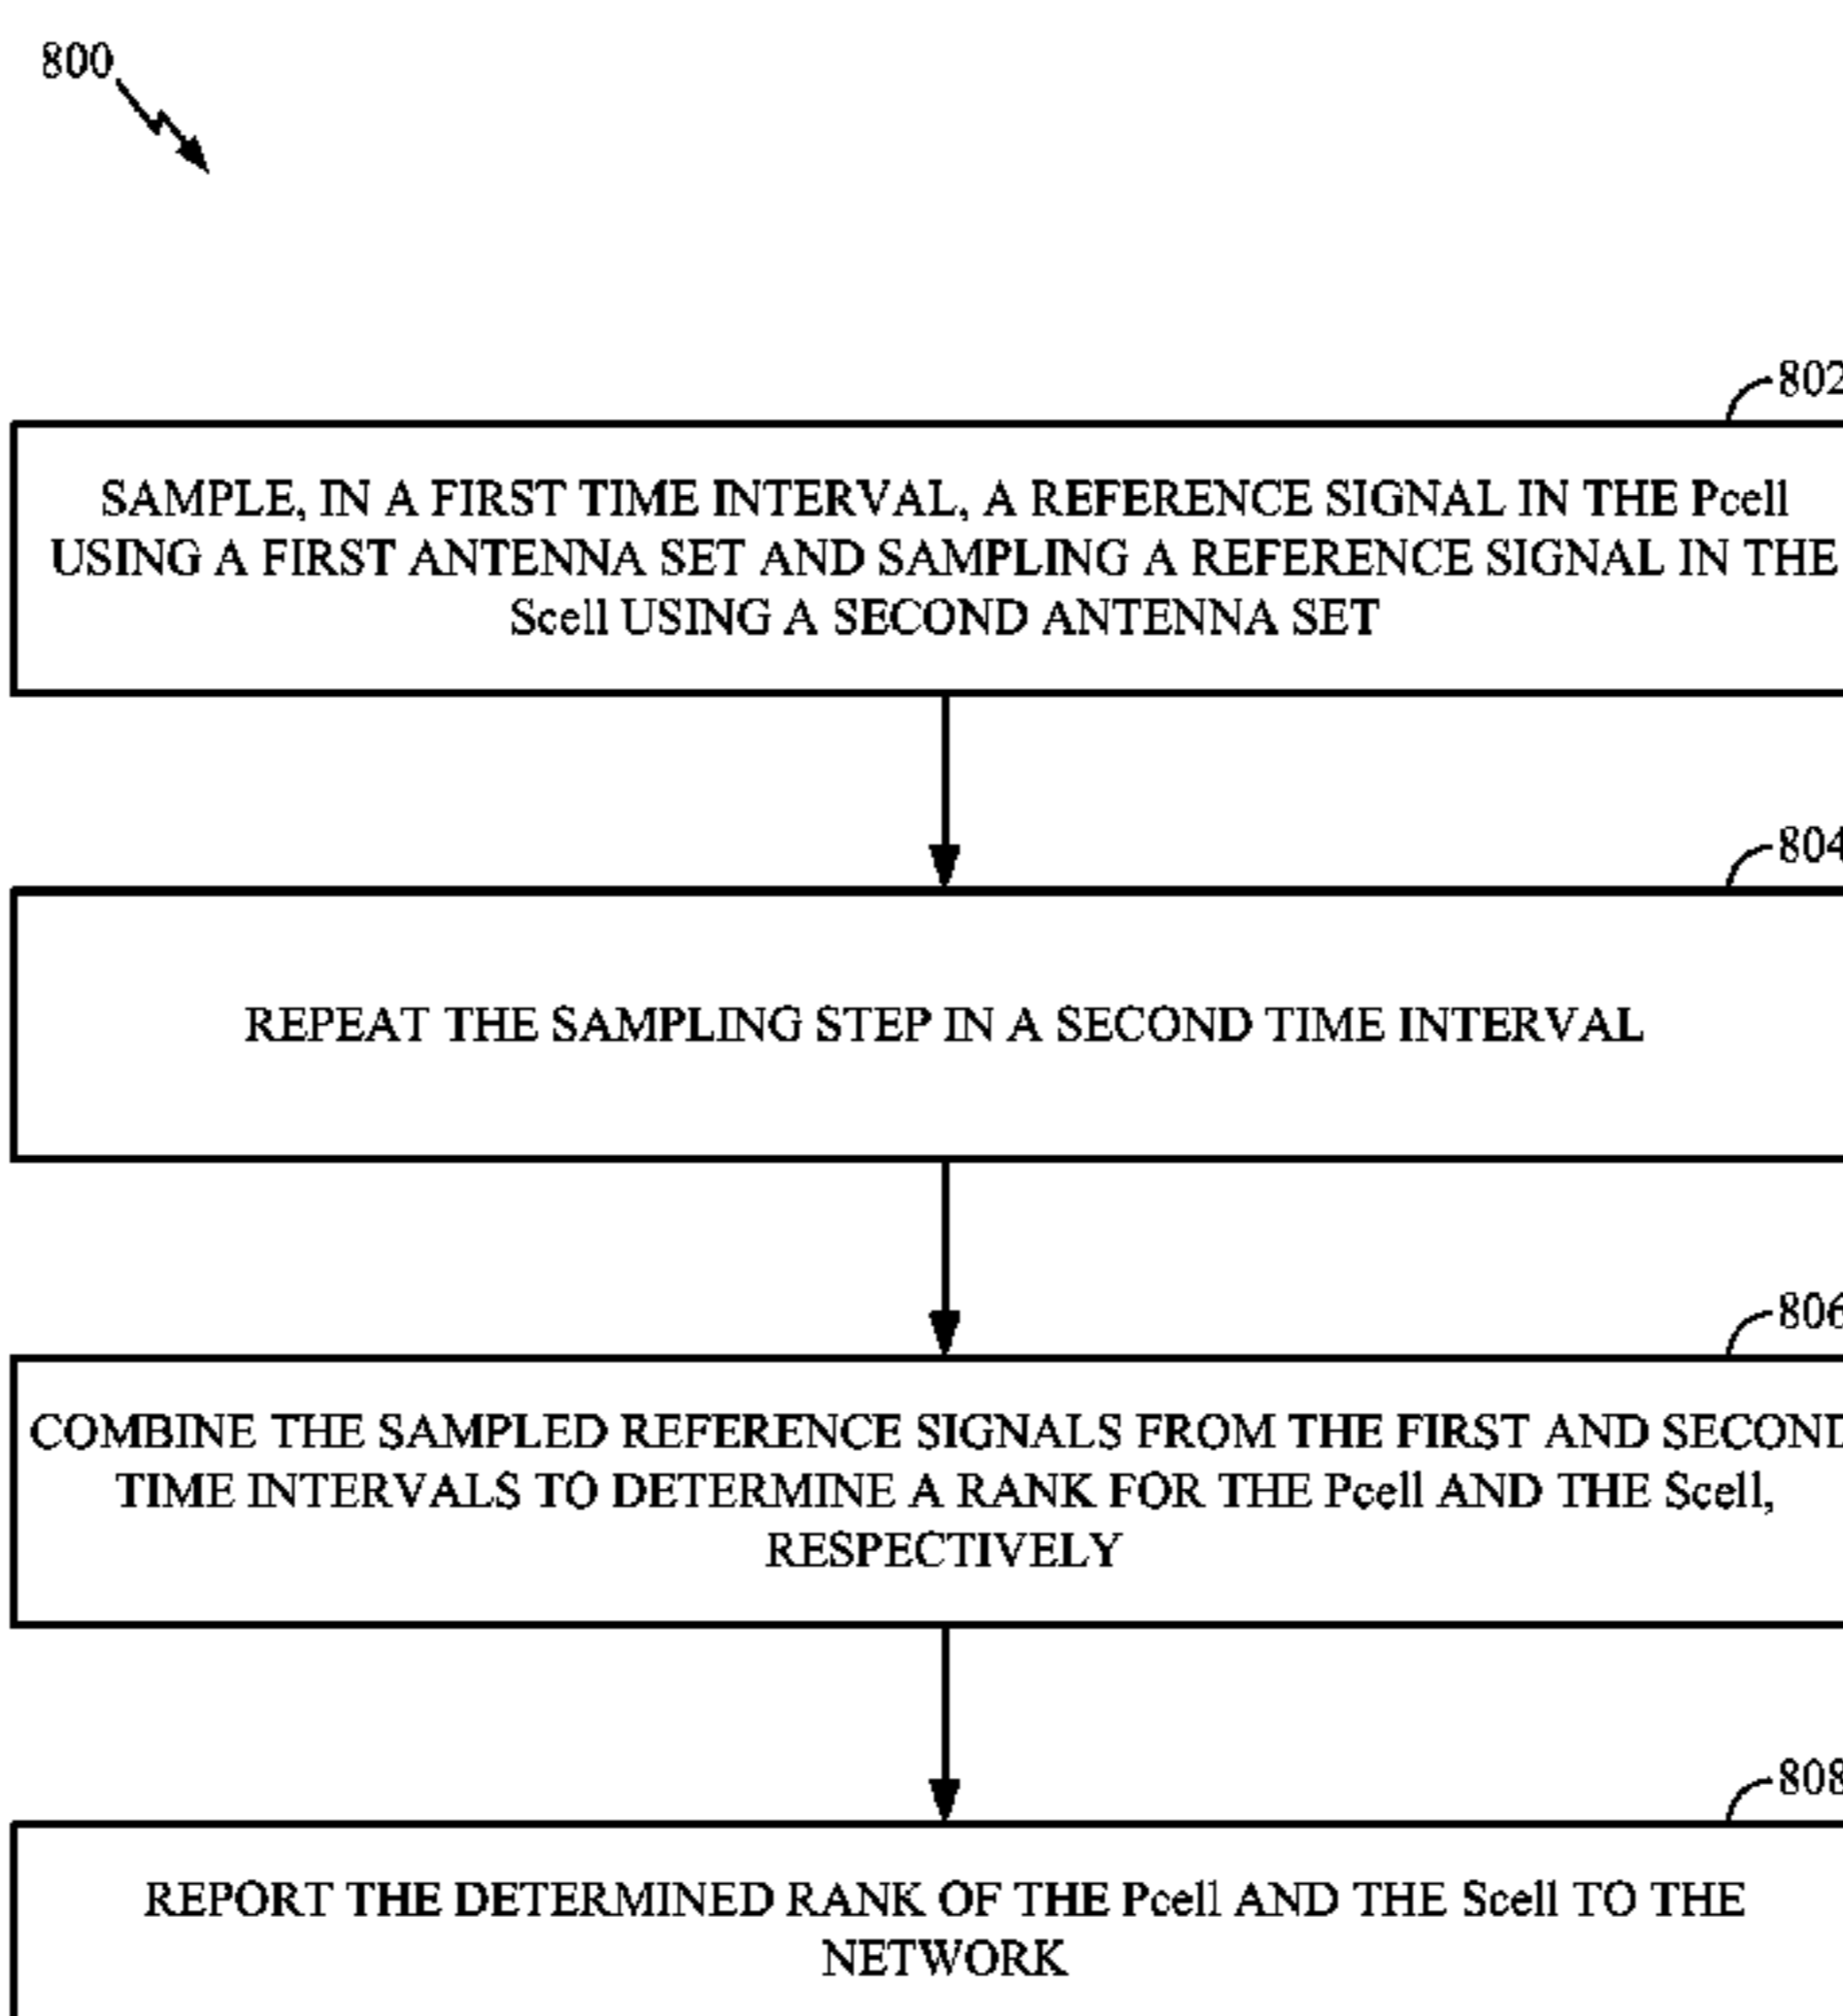 800
802
SAMPLE, IN A FIRST TIME INTERVAL, A REFERENCE SIGNAL IN THE Pcell
USING A FIRST ANTENNA SET AND SAMPLING A REFERENCE SIGNAL IN THE
Scell USING A SECOND ANTENNA SET
804
REPEAT THE SAMPLING STEP IN A SECOND TIME INTERVAL
806
COMBINE THE SAMPLED REFERENCE SIGNALS FROM THE FIRST AND SECOND
TIME INTERVALS TO DETERMINE A RANK FOR THE Pcell AND THE Scell,
RESPECTIVELY
808
REPORT THE DETERMINED RANK OF THE Pcell AND THE Scell TO THE
NETWORK